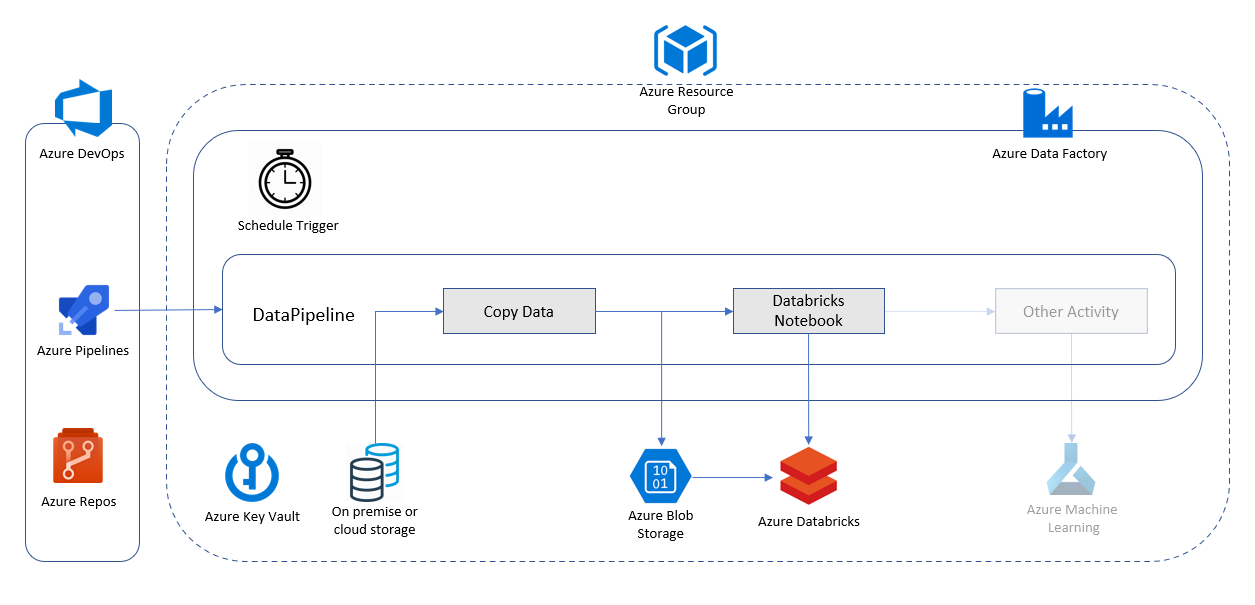 Azure Resource
Group
Azure DevOps
Azure Data Factory
Schedule Trigger
DataPipeline
Copy Data
Databricks
Notebook
Other Activity
Azure Pipelines
Azure Repos
Azure Key Vault
On premise or
cloud storage
10
01
Azure Blob
Storage
Azure Databricks
Azure Machine
Learning